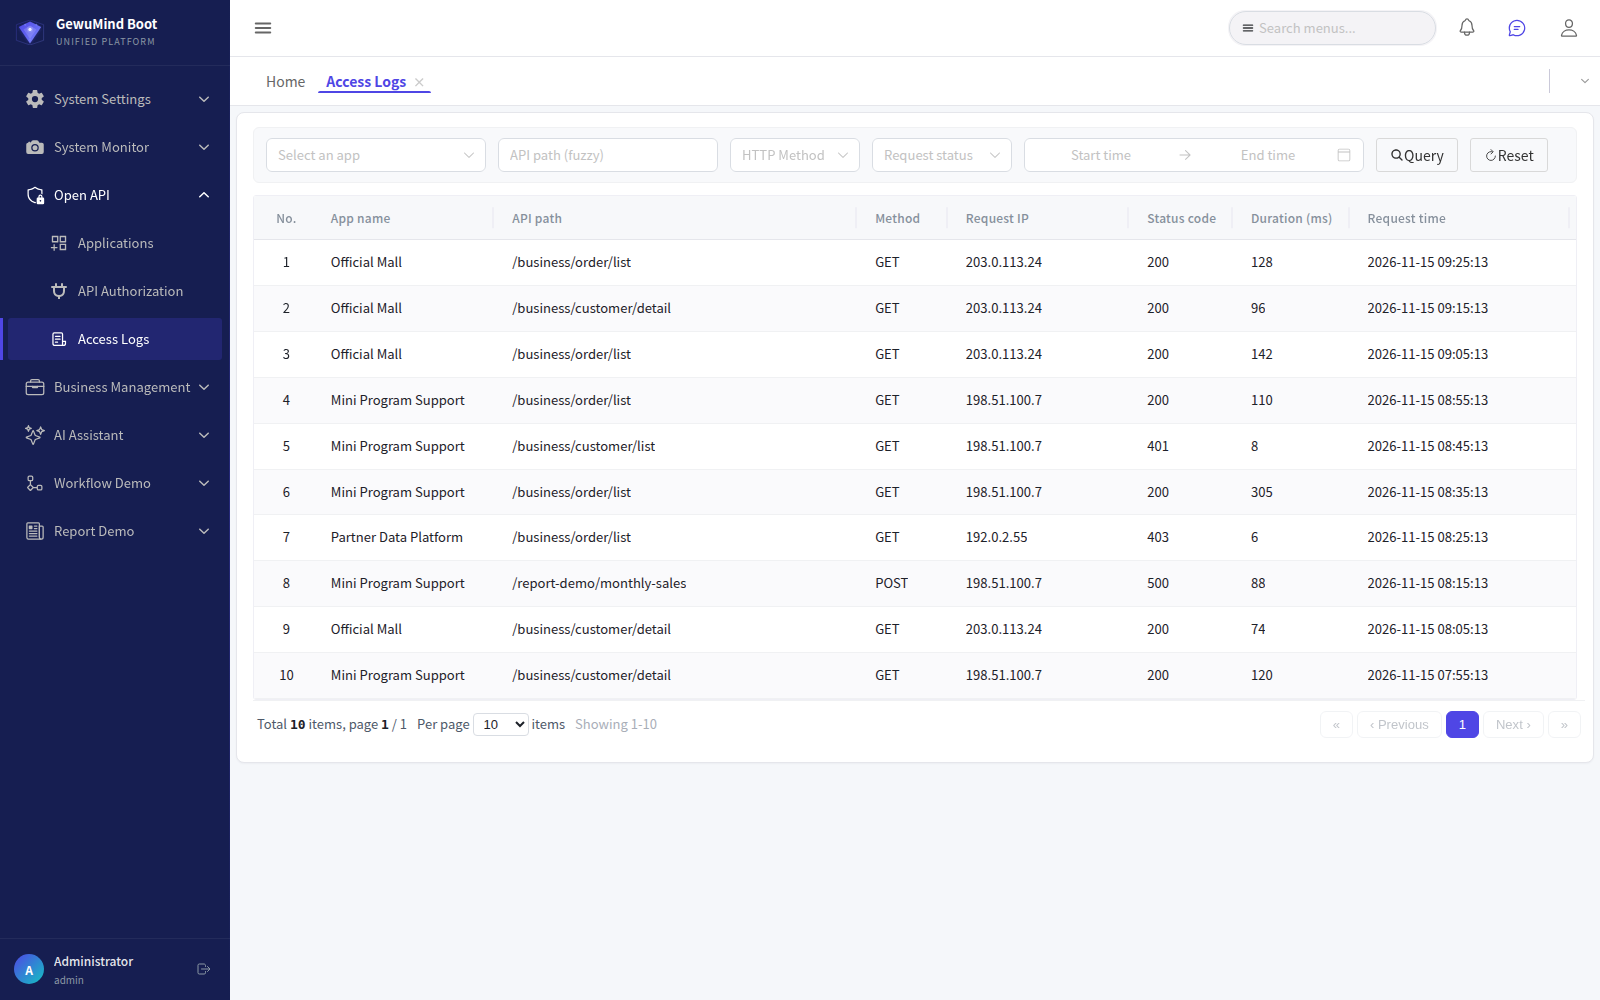 GewuMind Boot
UNIFIED PLATFORM
System Settings
System Monitor
Open API
Applications
API Authorization
Access Logs
Business Management
AI Assistant
Workflow Demo
Report Demo
A
Administrator
admin
Search menus...
Home
Access Logs
Select an app
API path (fuzzy)
HTTP Method
Request status
Start time
End time
Query
Reset
No. App name API path Method Request IP Status code Duration (ms) Request time
1 Official Mall /business/order/list GET 203.0.113.24 200 128 2026-11-15 09:25:13
2 Official Mall /business/customer/detail GET 203.0.113.24 200 96 2026-11-15 09:15:13
3 Official Mall /business/order/list GET 203.0.113.24 200 142 2026-11-15 09:05:13
4 Mini Program Support /business/order/list GET 198.51.100.7 200 110 2026-11-15 08:55:13
5 Mini Program Support /business/customer/list GET 198.51.100.7 401 8 2026-11-15 08:45:13
6 Mini Program Support /business/order/list GET 198.51.100.7 200 305 2026-11-15 08:35:13
7 Partner Data Platform /business/order/list GET 192.0.2.55 403 6 2026-11-15 08:25:13
8 Mini Program Support /report-demo/monthly-sales POST 198.51.100.7 500 88 2026-11-15 08:15:13
9 Official Mall /business/customer/detail GET 203.0.113.24 200 74 2026-11-15 08:05:13
10 Mini Program Support /business/customer/detail GET 198.51.100.7 200 120 2026-11-15 07:55:13
Total 10 items, page 1 / 1 Per page 10 items Showing 1-10
« ‹ Previous 1 Next › »